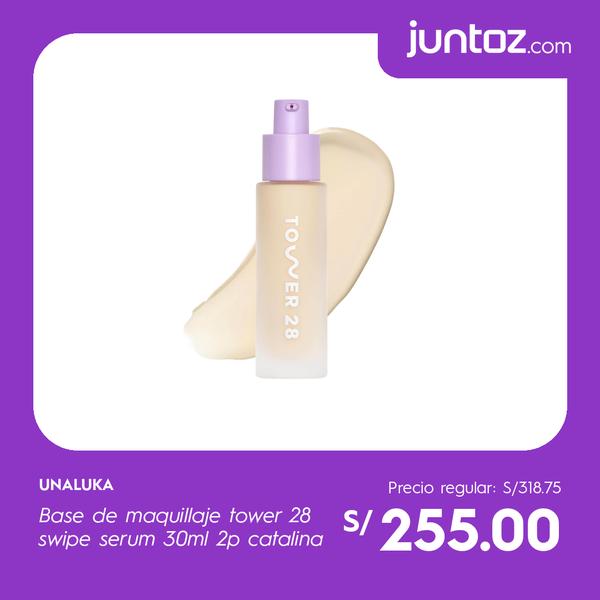 juntoz.com
TOWER 28
UNALUKA
Base de maquillaje tower 28
swipe serum 30ml 2p catalina
Precio regular: S/318.75
S/ 255.00